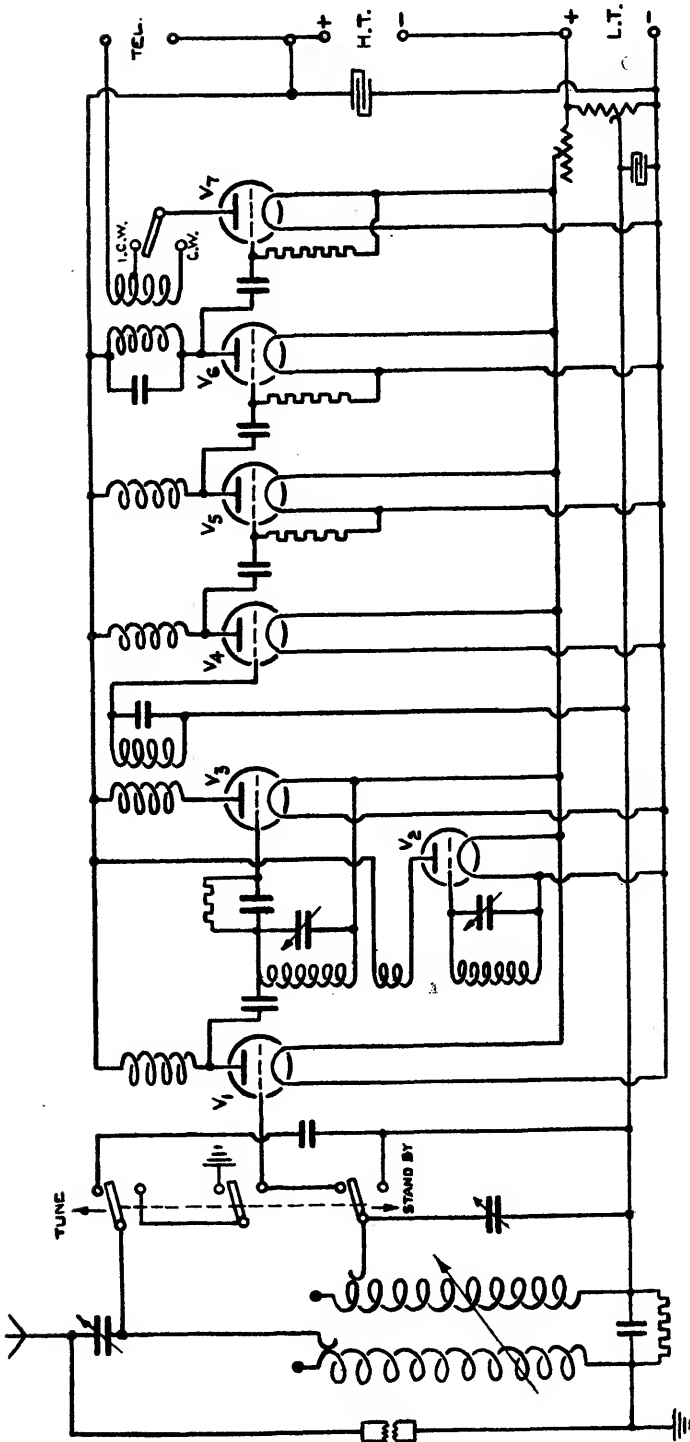 TUNE
STAND BY
V1
V2
V3
V4
V5
V6
V7
I.C.W.
C.W.
TEL.
+
H.T.
-
+
L.T.
-